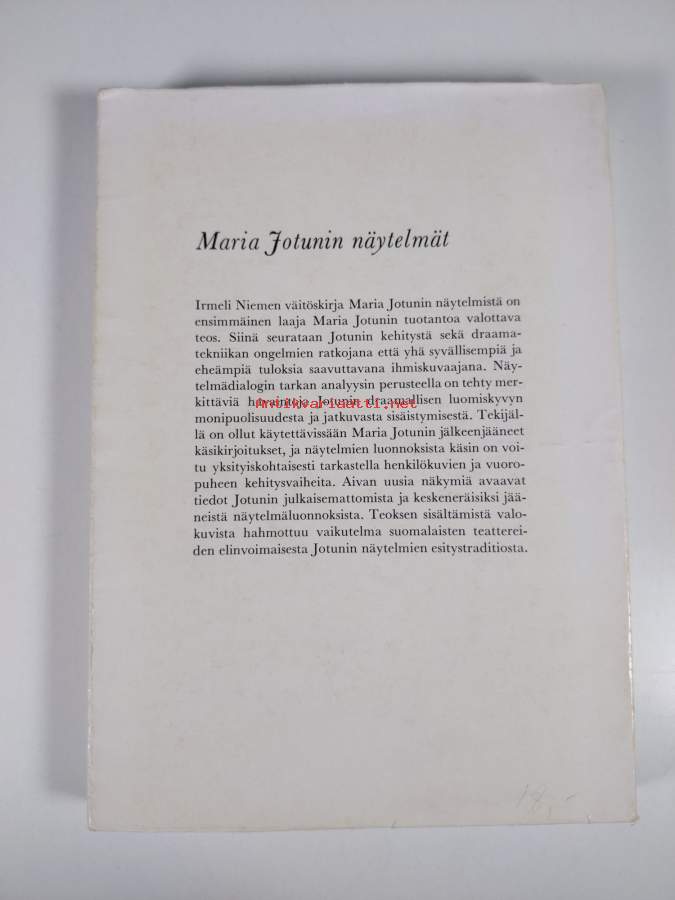 Maria Jotunin näytelmät
Irmeli Niemen väitöskirja Maria Jotunin näytelmistä on
ensimmäinen laaja Maria Jotunin tuotantoa valottava
teos. Siinä seurataan Jotunin kehitystä sekä draama-
tekniikan ongelmien ratkojana että yhä syvällisempiä ja
eheämpiä tuloksia saavuttavana ihmiskuvaajana. Näy-
telmädialogin tarkan analyysin perusteella on tehty mer-
kittäviä havaintoja Jotunin draamallisen luomiskyvyn
Antikvariaatti.net
monipuolisuudesta ja jatkuvasta sisäistymisestä. Tekijäl-
lä on ollut käytettävissään Maria Jotunin jälkeenjääneet
käsikirjoitukset, ja näytelmien luonnoksista käsin on voi-
tu yksityiskohtaisesti tarkastella henkilökuvien ja vuoro-
puheen kehitysvaiheita. Aivan uusia näkymiä avaavat
tiedot Jotunin julkaisemattomista ja keskeneräisiksi jää-
neistä näytelmäluonnoksista. Teoksen sisältämistä valo-
kuvista hahmottuu vaikutelma suomalaisten teatterei-
den elinvoimaisesta Jotunin näytelmien esitystraditiosta.
18,-